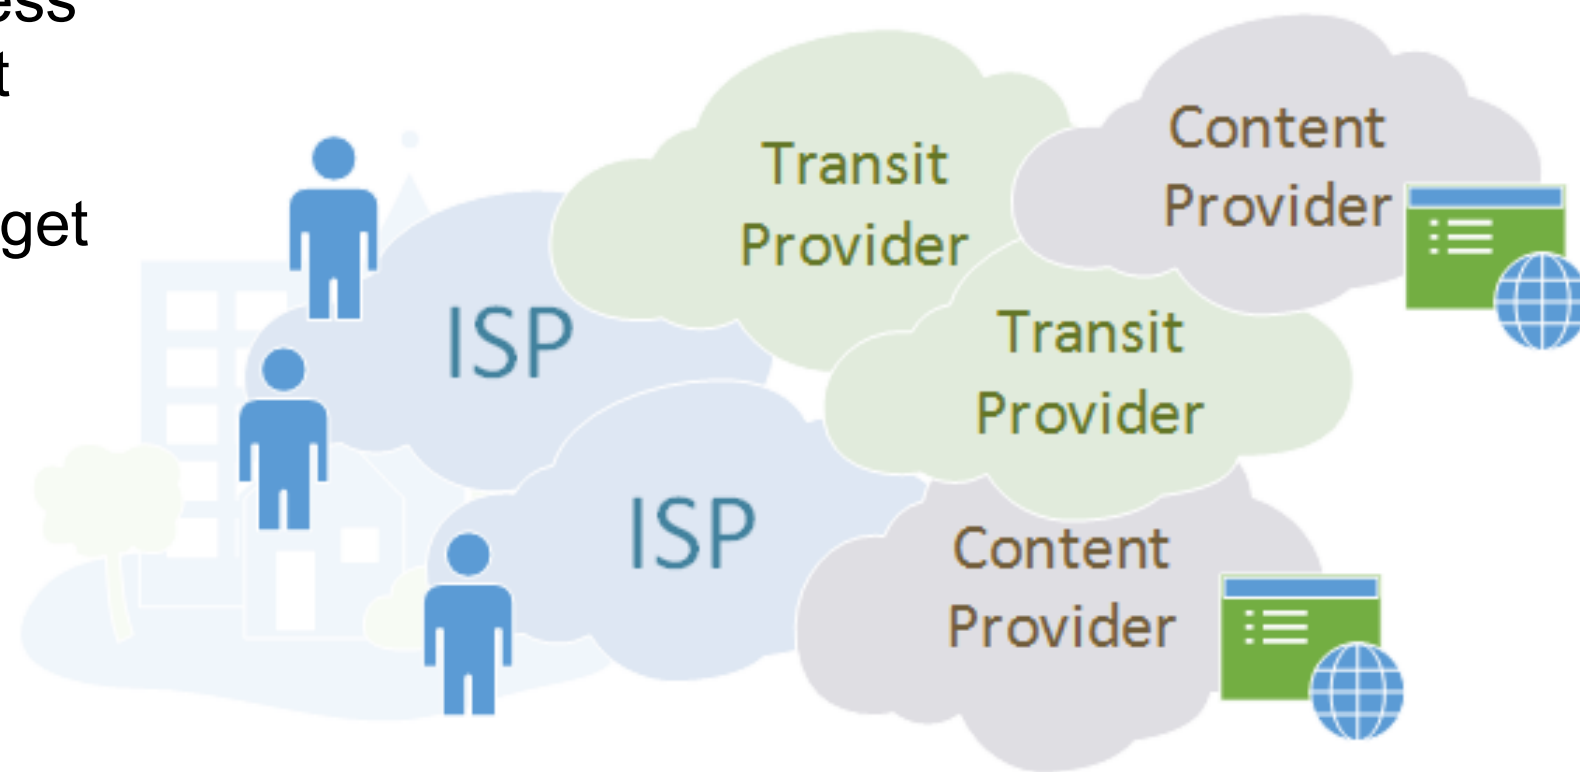 get
ISP
ISP
Transit
Provider
Transit
Provider
Content
Provider
Content
Provider